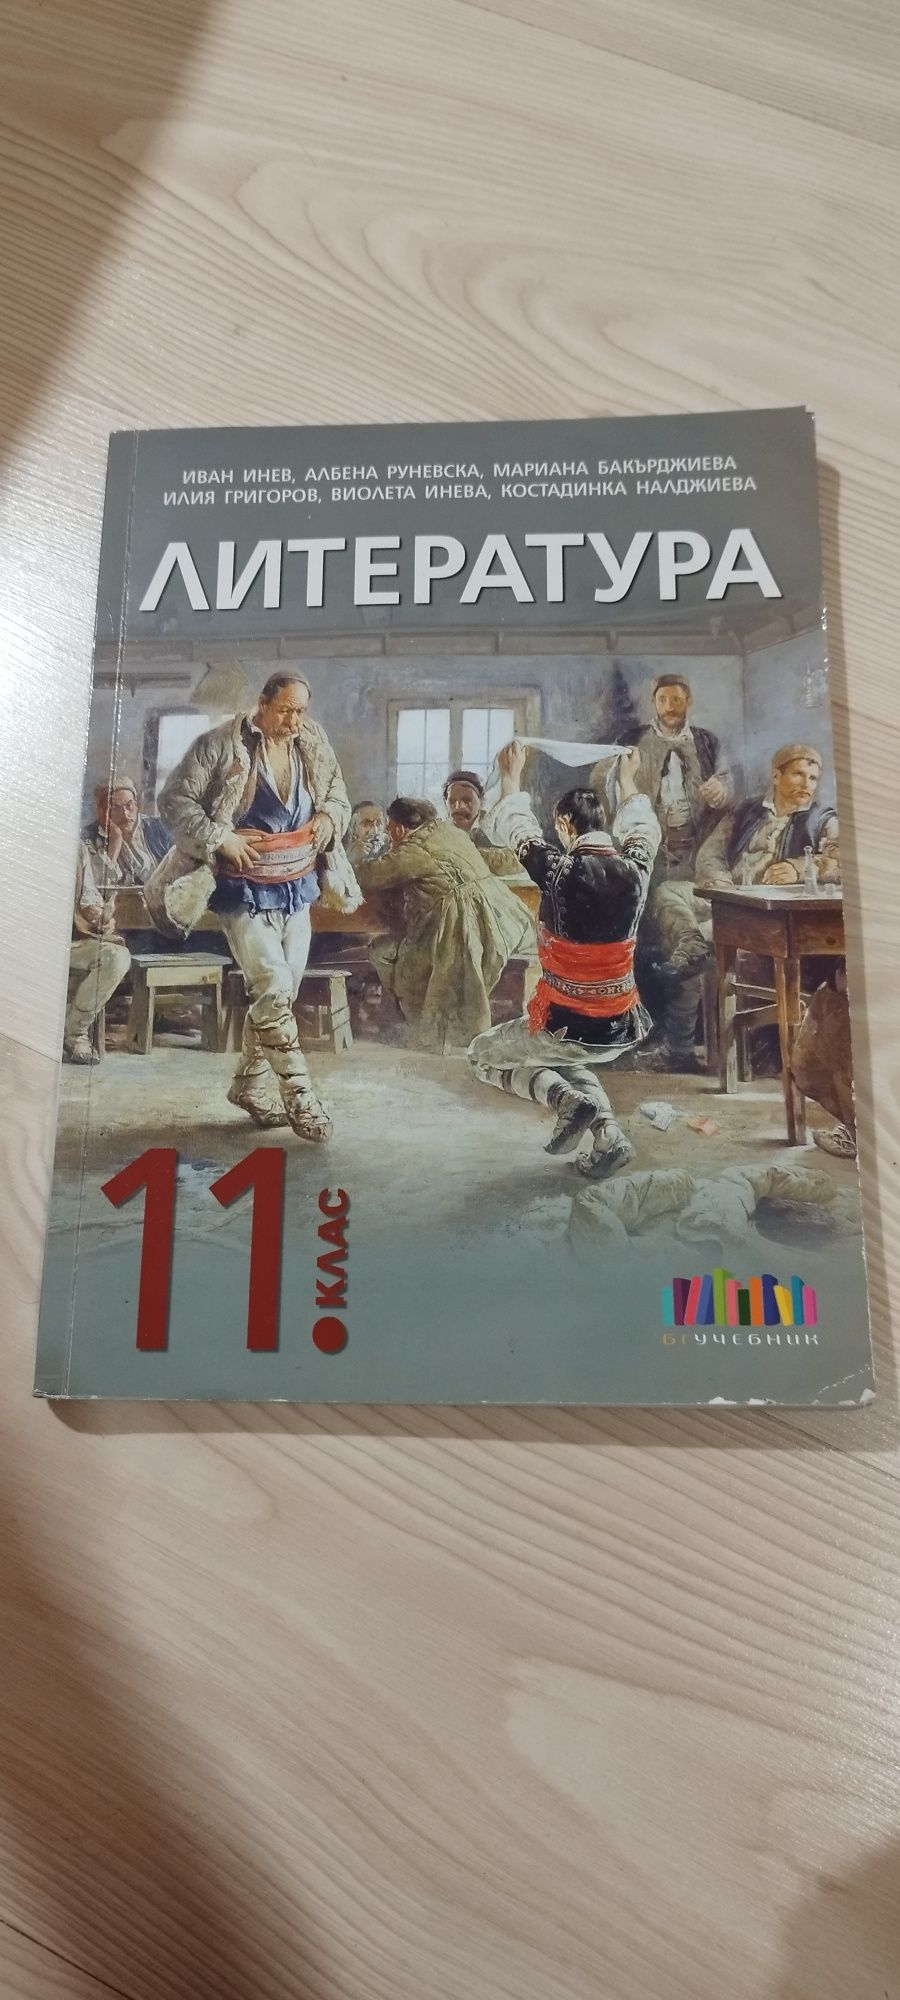 ИВАН ИНЕВ, АЛБЕНА РУНЕВСКА, МАРИАНА БАКЪРДЖИЕВА
ИЛИЯ ГРИГОРОВ, ВИОЛЕТА ИНЕВА, КОСТАДИНКА НАЛДЖИЕВА
ЛИТЕРАТУРА
11. КЛАС
БГУЧЕБНИК